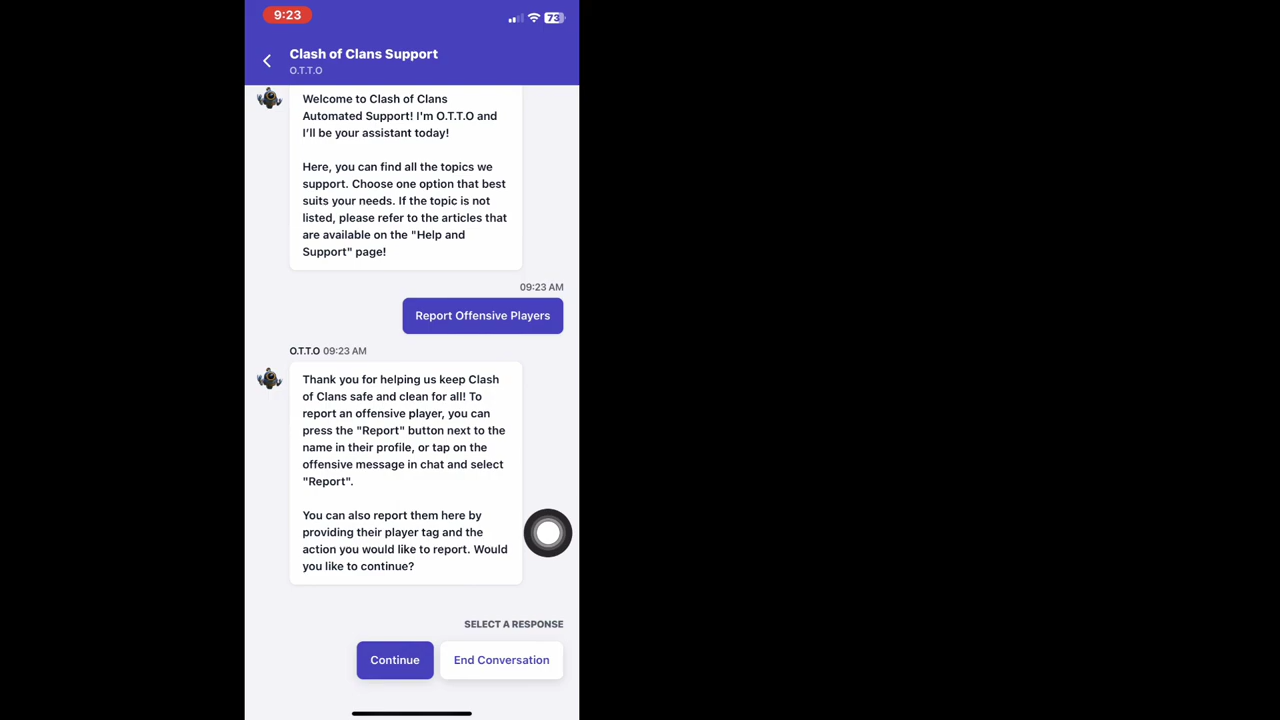 9:23
73
Clash of Clans Support
O.T.T.O
Welcome to Clash of Clans
Automated Support! I'm O.T.T.O and
I'll be your assistant today!
Here, you can find all the topics we
support. Choose one option that best
suits your needs. If the topic is not
listed, please refer to the articles that
are available on the "Help and
Support" page!
09:23 AM
Report Offensive Players
O.T.T.O 09:23 AM
Thank you for helping us keep Clash
of Clans safe and clean for all! To
report an offensive player, you can
press the "Report" button next to the
name in their profile, or tap on the
offensive message in chat and select
"Report".
You can also report them here by
providing their player tag and the
action you would like to report. Would
you like to continue?
SELECT A RESPONSE
Continue
End Conversation